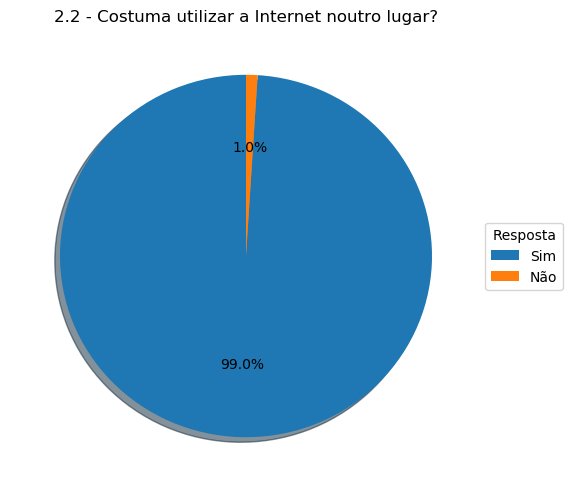 2.2 - Costuma utilizar a Internet noutro lugar?
1.0%
99.0%
Resposta
Sim
Não